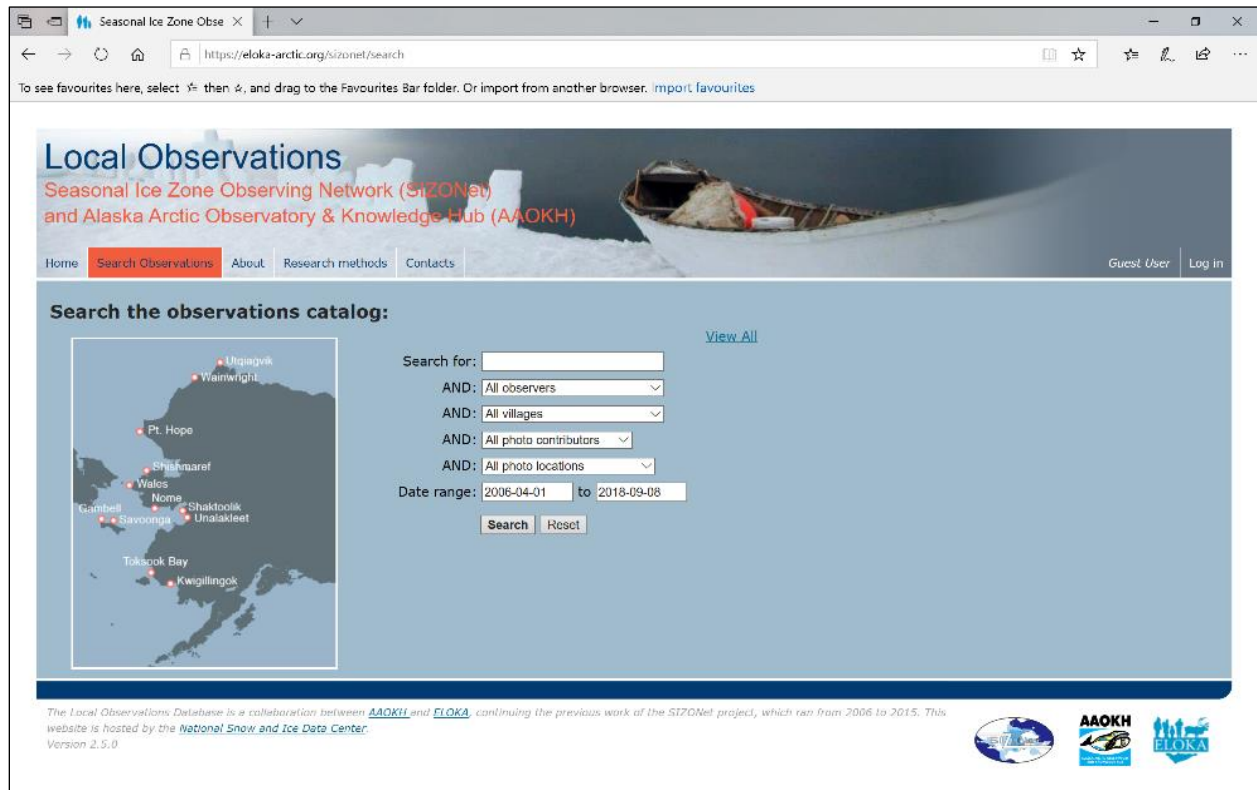 Seasonal Ice Zone Obse
https://eloka-arctic.org/sizonet/search
To see favourites here, select then , and drag to the Favourites Bar folder. Or import from another browser. Import favourites
Local Observations
Seasonal Ice Zone Observing Network (SIZONet)
and Alaska Arctic Observatory & Knowledge Hub (AAOKH)
Home Search Observations About Research methods Contacts Guest User Log in
Search the observations catalog:
View All
Utqiagvik
Wainwright
Pt. Hope
Shishmaref
Wales
Nome
Gambell
Savoonga
Shaktoolik
Unalakleet
Toksook Bay
Kwigillingok
Search for:
AND: All observers
AND: All villages
AND: All photo contributors
AND: All photo locations
Date range: 2006-04-01 to 2018-09-08
Search Reset
The Local Observations Database is a collaboration between AAOKH and ELOKA, continuing the previous work of the SIZONet project, which ran from 2006 to 2015. This
website is hosted by the National Snow and Ice Data Center.
Version 2.5.0
SIZONet
AAOKH
ELOKA